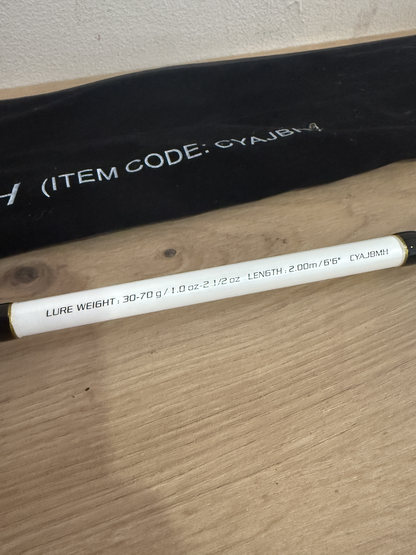 H (ITEM CODE: CYAJBMH
LURE WEIGHT: 30-70 g / 1.0 oz-2.1/2 oz LENGTH : 2.00m/6'6" CYAJBMH